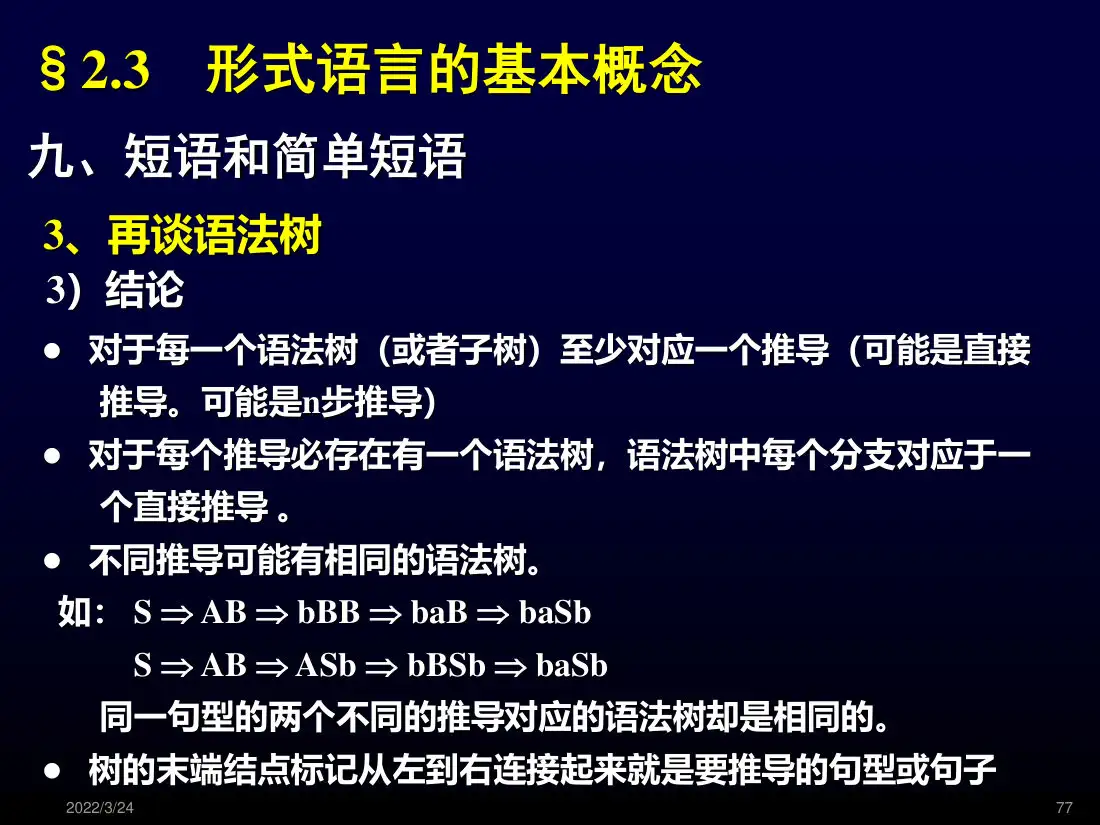 §2.3 形式语言的基本概念
九、短语和简单短语
3、再谈语法树
3）结论
● 对于每一个语法树（或者子树）至少对应一个推导（可能是直接
推导。可能是n步推导）
● 对于每个推导必存在有一个语法树，语法树中每个分支对应于一
个直接推导 。
● 不同推导可能有相同的语法树。
如： S ⇒ AB ⇒ bBB ⇒ baB ⇒ baSb
S ⇒ AB ⇒ ASb ⇒ bBSb ⇒ baSb
同一句型的两个不同的推导对应的语法树却是相同的。
● 树的末端结点标记从左到右连接起来就是要推导的句型或句子
2022/3/24 77